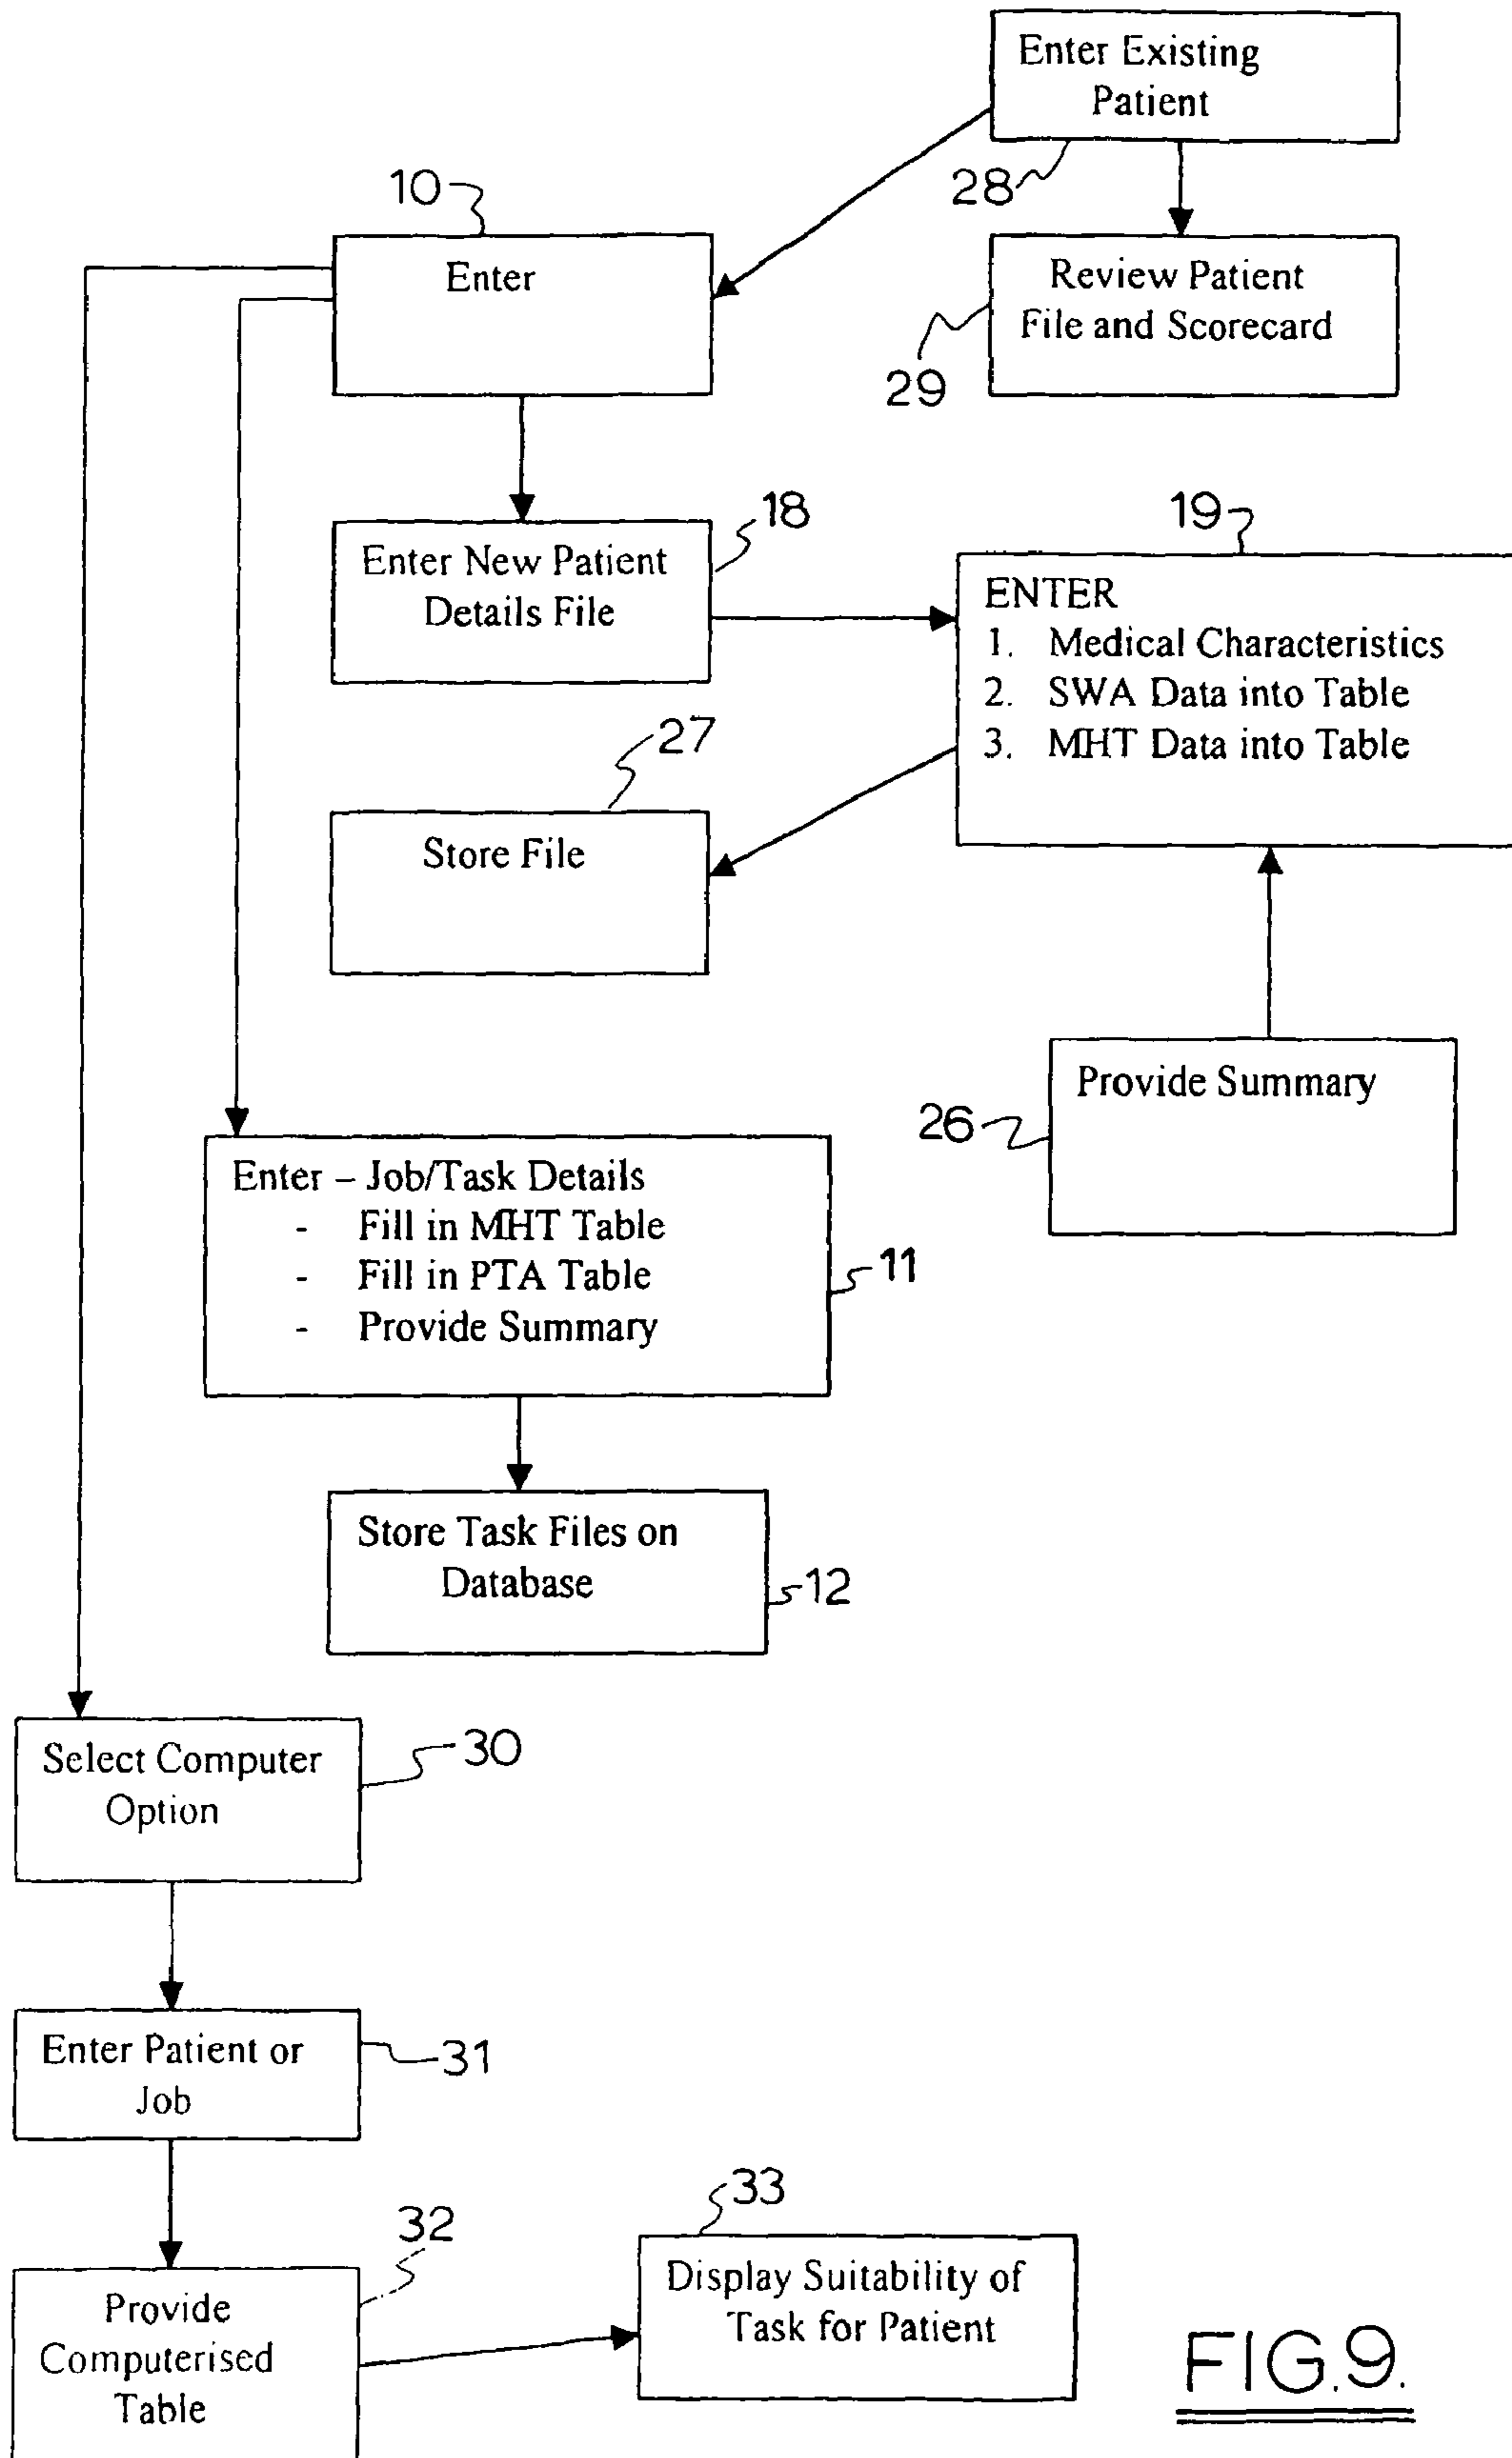 Enter Existing
Patient
28
10
Enter
Review Patient
File and Scorecard
29
18
Enter New Patient
Details File
19
ENTER
1. Medical Characteristics
2. SWA Data into Table
3. MHT Data into Table
27
Store File
Provide Summary
26
Enter – Job/Task Details
- Fill in MHT Table
- Fill in PTA Table
- Provide Summary
11
Store Task Files on
Database
12
Select Computer
Option
30
Enter Patient or
Job
31
32
Provide
Computerised
Table
33
Display Suitability of
Task for Patient
FIG.9.